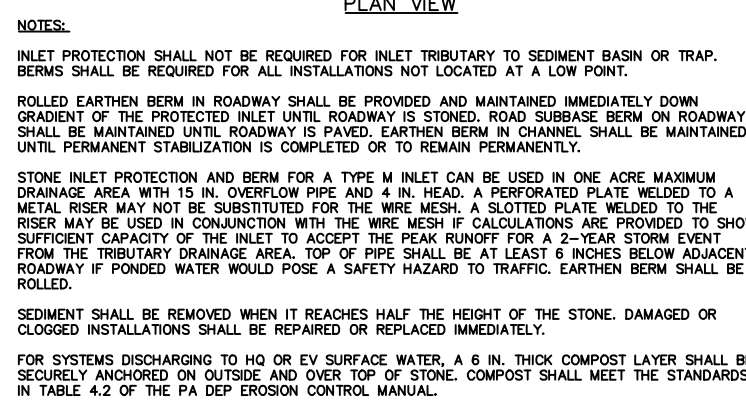 PLAN VIEW
NOTES:
INLET PROTECTION SHALL NOT BE REQUIRED FOR INLET TRIBUTARY TO SEDIMENT BASIN OR TRAP.
BERMS SHALL BE REQUIRED FOR ALL INSTALLATIONS NOT LOCATED AT A LOW POINT.
ROLLED EARTHEN BERM IN ROADWAY SHALL BE PROVIDED AND MAINTAINED IMMEDIATELY DOWN
GRADIENT OF THE PROTECTED INLET UNTIL ROADWAY IS STONED. ROAD SUBBASE BERM ON ROADWAY
SHALL BE MAINTAINED UNTIL ROADWAY IS PAVED. EARTHEN BERM IN CHANNEL SHALL BE MAINTAINED
UNTIL PERMANENT STABILIZATION IS COMPLETED OR TO REMAIN PERMANENTLY.
STONE INLET PROTECTION AND BERM FOR A TYPE M INLET CAN BE USED IN ONE ACRE MAXIMUM
DRAINAGE AREA WITH 15 IN. OVERFLOW PIPE AND 4 IN. HEAD. A PERFORATED PLATE WELDED TO A
METAL RISER MAY NOT BE SUBSTITUTED FOR THE WIRE MESH. A SLOTTED PLATE WELDED TO THE
RISER MAY BE USED IN CONJUNCTION WITH THE WIRE MESH IF CALCULATIONS ARE PROVIDED TO SHO
SUFFICIENT CAPACITY OF THE INLET TO ACCEPT THE PEAK RUNOFF FOR A 2-YEAR STORM EVENT
FROM THE TRIBUTARY DRAINAGE AREA. TOP OF PIPE SHALL BE AT LEAST 6 INCHES BELOW ADJACENT
ROADWAY IF PONDED WATER WOULD POSE A SAFETY HAZARD TO TRAFFIC. EARTHEN BERM SHALL BE
ROLLED.
SEDIMENT SHALL BE REMOVED WHEN IT REACHES HALF THE HEIGHT OF THE STONE. DAMAGED OR
CLOGGED INSTALLATIONS SHALL BE REPAIRED OR REPLACED IMMEDIATELY.
FOR SYSTEMS DISCHARGING TO HQ OR EV SURFACE WATER, A 6 IN. THICK COMPOST LAYER SHALL BE
SECURELY ANCHORED ON OUTSIDE AND OVER TOP OF STONE. COMPOST SHALL MEET THE STANDARDS
IN TABLE 4.2 OF THE PA DEP EROSION CONTROL MANUAL.